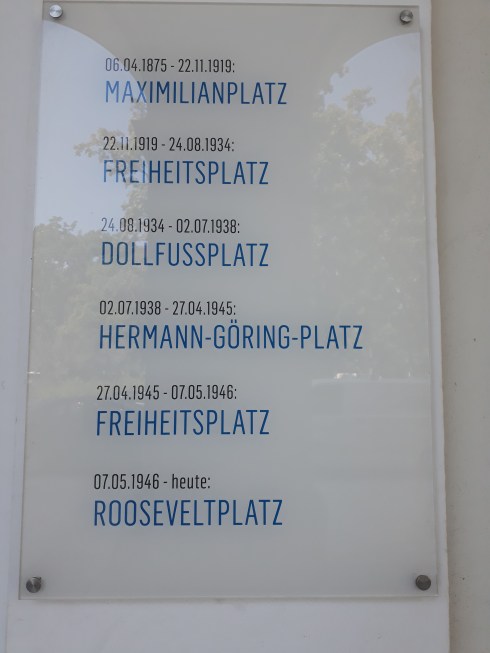 06.04.1875 - 22.11.1919:
MAXIMILIANPLATZ
22.11.1919 - 24.08.1934:
FREIHEITSPLATZ
24.08.1934 - 02.07.1938:
DOLLFUSSPLATZ
02.07.1938 - 27.04.1945:
HERMANN-GÖRING-PLATZ
27.04.1945 - 07.05.1946:
FREIHEITSPLATZ
07.05.1946 - heute:
ROOSEVELTPLATZ